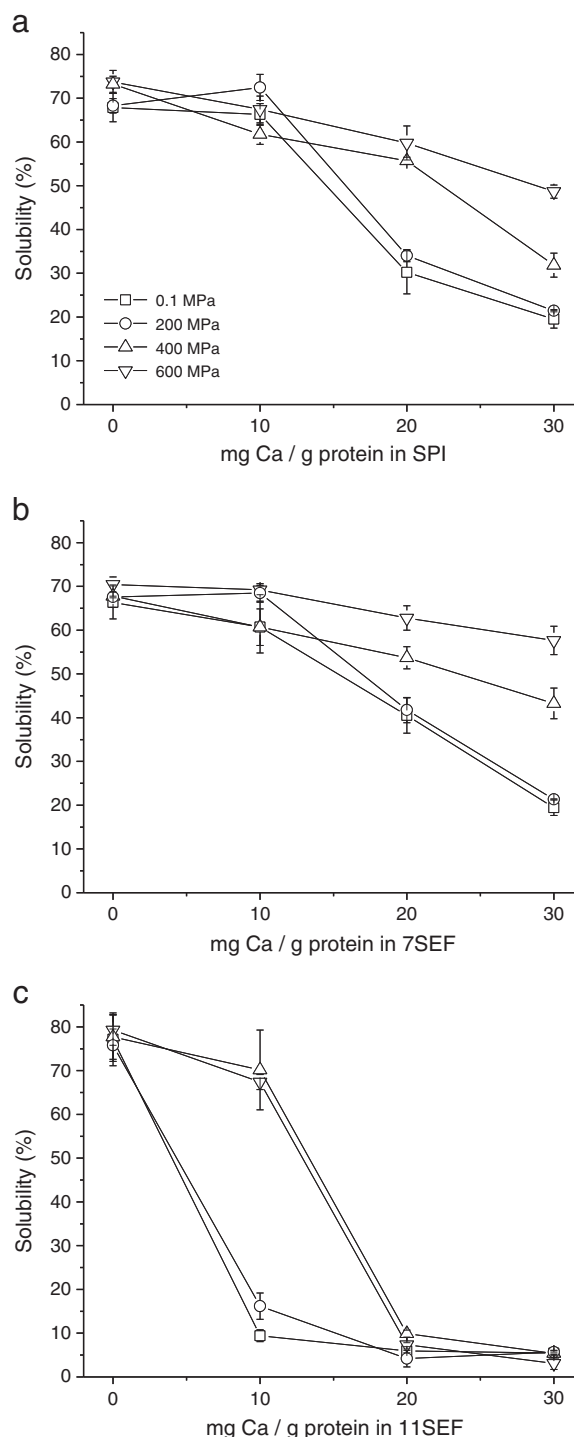 a
80
70
60
50
40
30
20
10
0
Solubility (%)
0.1 MPa
200 MPa
400 MPa
600 MPa
0 10 20 30
mg Ca / g protein in SPI
b
80
70
60
50
40
30
20
10
0
Solubility (%)
0 10 20 30
mg Ca / g protein in 7SEF
c
80
70
60
50
40
30
20
10
0
Solubility (%)
0 10 20 30
mg Ca / g protein in 11SEF